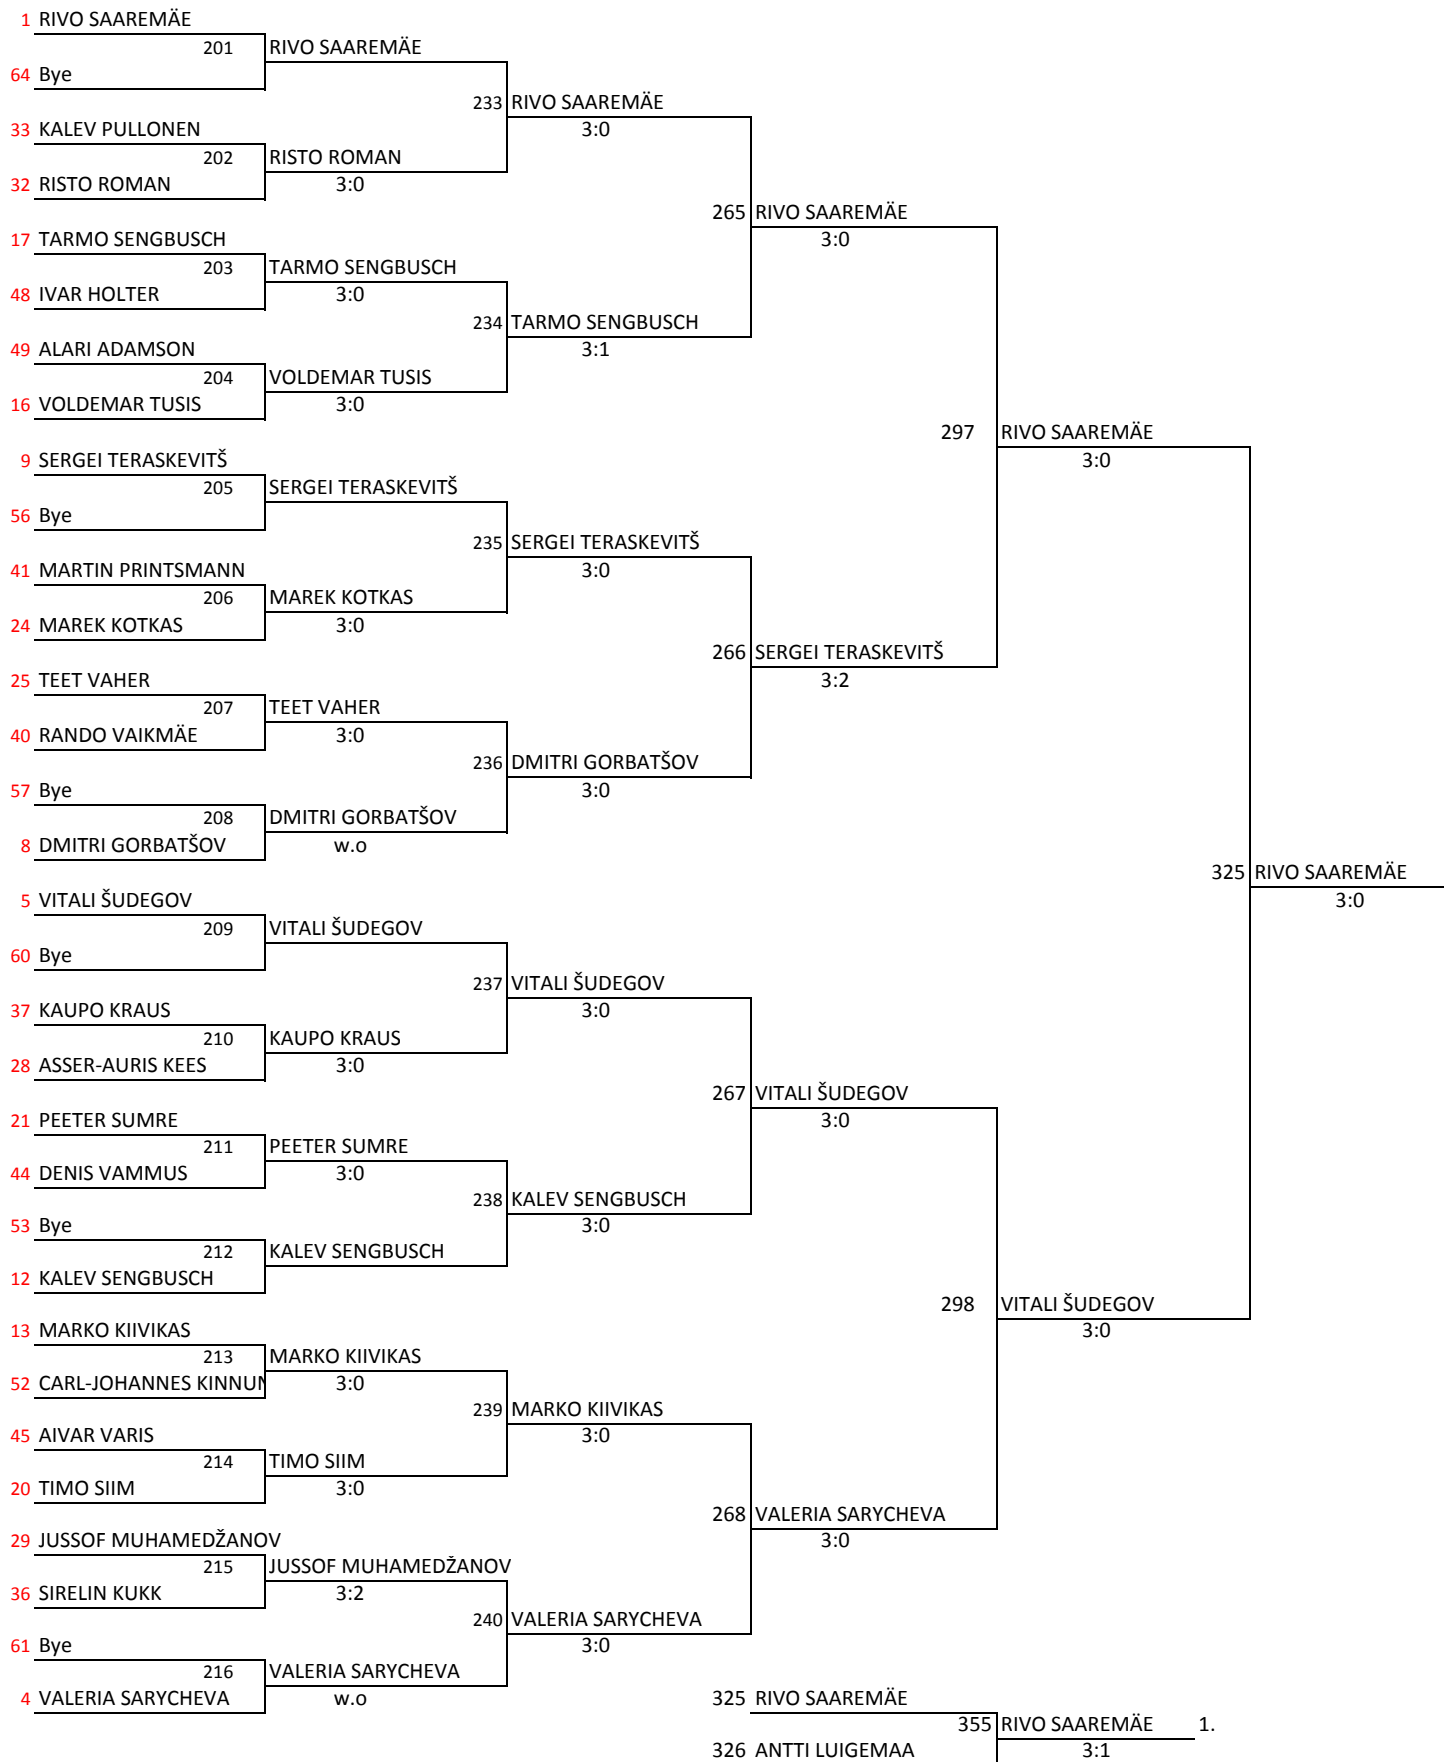 1 RIVO SAAREMÄE
201 RIVO SAAREMÄE
64 Bye
233 RIVO SAAREMÄE
3:0
33 KALEV PULLONEN
202 RISTO ROMAN
32 RISTO ROMAN 3:0
265 RIVO SAAREMÄE
3:0
17 TARMO SENGBUSCH
203 TARMO SENGBUSCH
48 IVAR HOLTER 3:0
234 TARMO SENGBUSCH
3:1
49 ALARI ADAMSON
204 VOLDEMAR TUSIS
16 VOLDEMAR TUSIS 3:0
297 RIVO SAAREMÄE
3:0
9 SERGEI TERASKEVITŠ
205 SERGEI TERASKEVITŠ
56 Bye
235 SERGEI TERASKEVITŠ
3:0
41 MARTIN PRINTSMANN
206 MAREK KOTKAS
24 MAREK KOTKAS 3:0
266 SERGEI TERASKEVITŠ
3:2
25 TEET VAHER
207 TEET VAHER
40 RANDO VAIKMÄE 3:0
236 DMITRI GORBATŠOV
3:0
57 Bye
208 DMITRI GORBATŠOV
8 DMITRI GORBATŠOV w.o
325 RIVO SAAREMÄE
3:0
5 VITALI ŠUDEGOV
209 VITALI ŠUDEGOV
60 Bye
237 VITALI ŠUDEGOV
3:0
37 KAUPO KRAUS
210 KAUPO KRAUS
28 ASSER-AURIS KEES 3:0
267 VITALI ŠUDEGOV
3:0
21 PEETER SUMRE
211 PEETER SUMRE
44 DENIS VAMMUS 3:0
238 KALEV SENGBUSCH
3:0
53 Bye
212 KALEV SENGBUSCH
12 KALEV SENGBUSCH
298 VITALI ŠUDEGOV
3:0
13 MARKO KIIVIKAS
213 MARKO KIIVIKAS
52 CARL-JOHANNES KINNUN 3:0
239 MARKO KIIVIKAS
3:0
45 AIVAR VARIS
214 TIMO SIIM
20 TIMO SIIM 3:0
268 VALERIA SARYCHEVA
3:0
29 JUSSOF MUHAMEDŽANOV
215 JUSSOF MUHAMEDŽANOV
36 SIRELIN KUKK 3:2
240 VALERIA SARYCHEVA
3:0
61 Bye
216 VALERIA SARYCHEVA
4 VALERIA SARYCHEVA w.o
325 RIVO SAAREMÄE
355 RIVO SAAREMÄE 1.
326 ANTTI LUIGEMAA 3:1